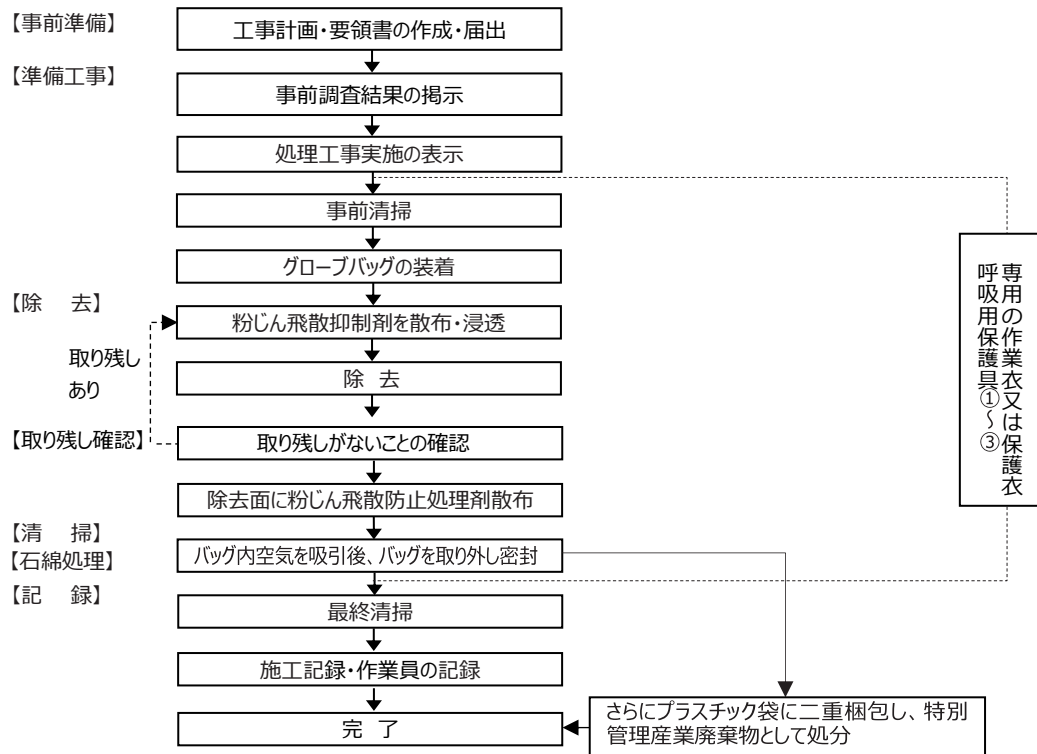 【事前準備】
工事計画・要領書の作成・届出
【準備工事】
事前調査結果の掲示
処理工事実施の表示
事前清掃
グローブバッグの装着
【除　去】
粉じん飛散抑制剤を散布・浸透
取り残し
あり
除 去
【取り残し確認】
取り残しがないことの確認
除去面に粉じん飛散防止処理剤散布
【清　掃】
【石綿処理】
バッグ内空気を吸引後、バッグを取り外し密封
【記　録】
最終清掃
施工記録・作業員の記録
完 了
さらにプラスチック袋に二重梱包し、特別
管理産業廃棄物として処分
専用の作業衣又は保護衣
呼吸用保護具①～③